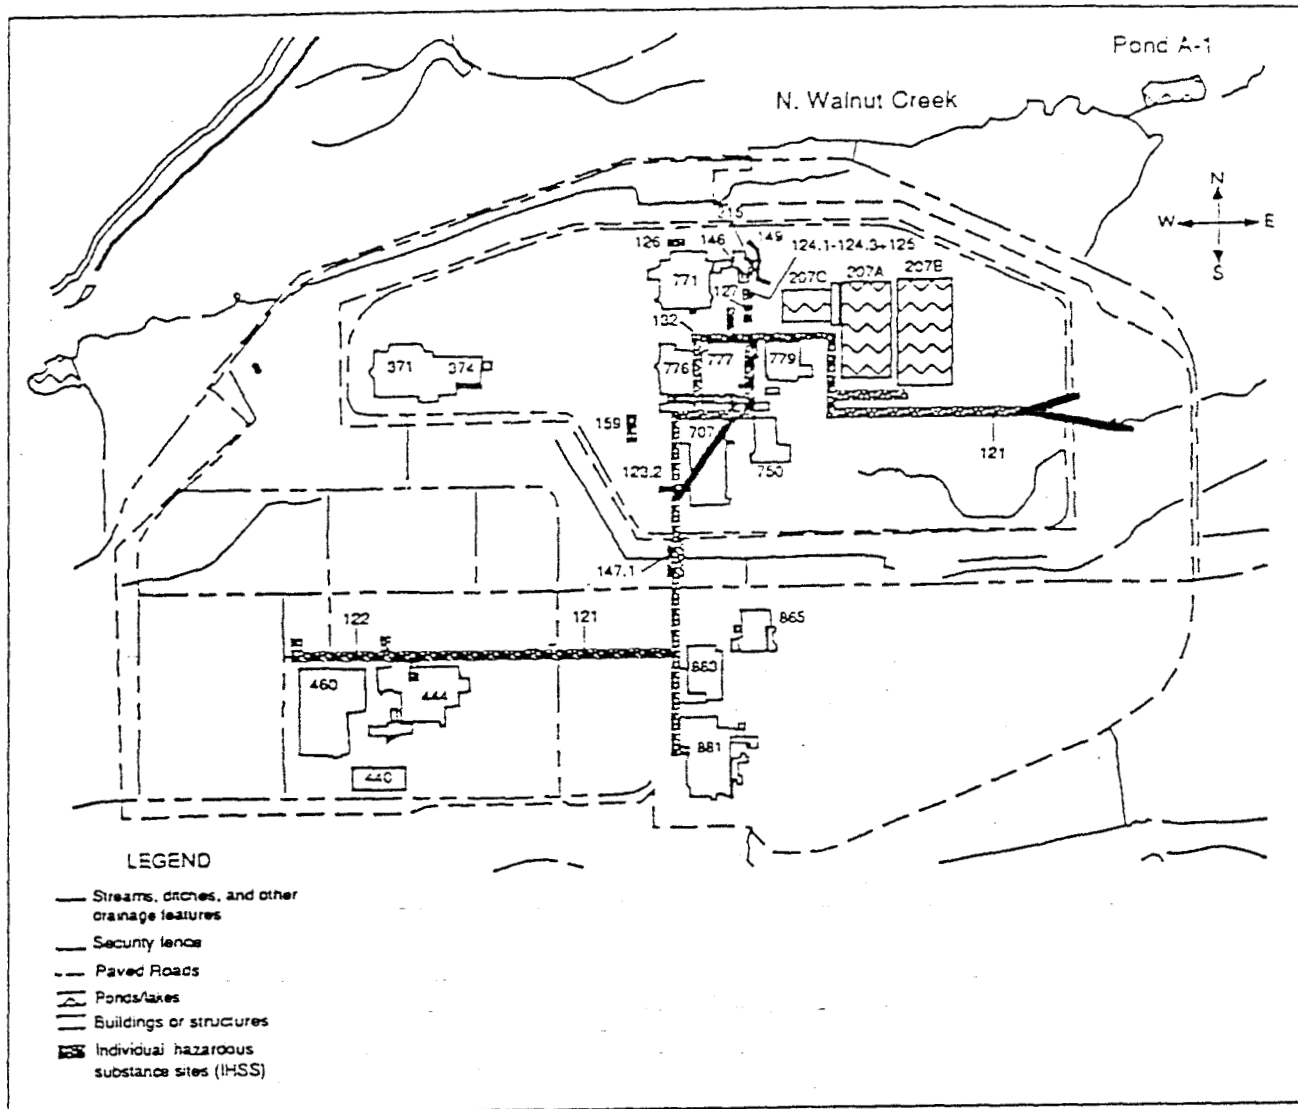 Pond A-1
N. Walnut Creek
N
W E
S
215
126
146
149
124.1-124.3+125
771
127
207C
207A
207B
132
371
374
776
777
779
159
707
123.2
750
121
147.1
122
121
865
460
444
883
881
440
LEGEND
Streams, ditches, and other
drainage features
Security fence
Paved Roads
Ponds/lakes
Buildings or structures
Individual hazardous
substance sites (IHSS)